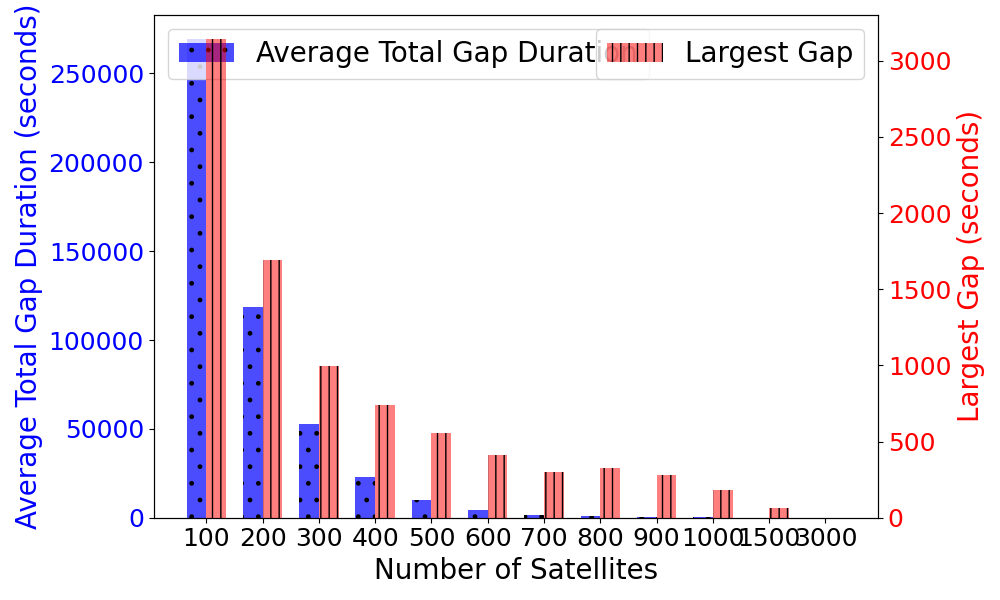 Average Total Gap Duration
Largest Gap
Average Total Gap Duration (seconds)
250000
200000
150000
100000
50000
0
3000
2500
2000
1500
1000
500
0
Largest Gap (seconds)
100 200 300 400 500 600 700 800 900 1000 1500 3000
Number of Satellites